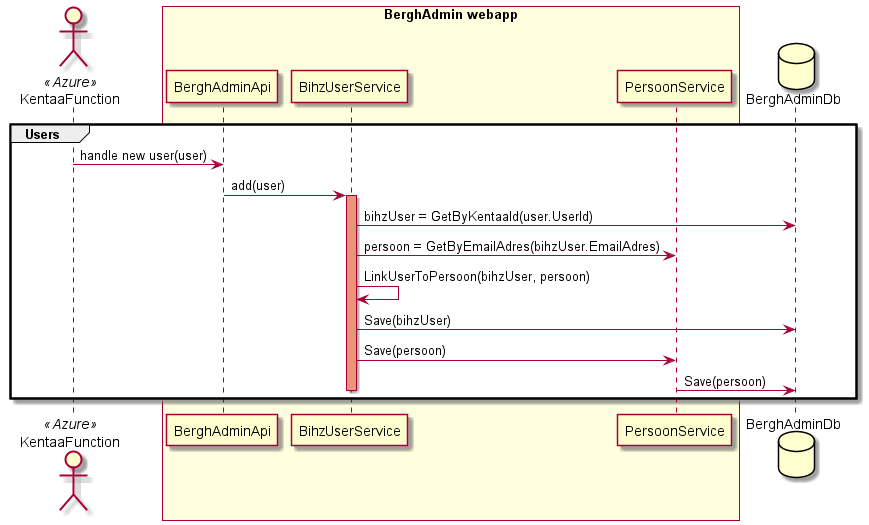 BerghAdmin webapp
« Azure»
KentaaFunction
BerghAdminApi
BihzUserService
PersoonService
BerghAdminDb
Users
handle new user(user)
add(user)
bihzUser = GetByKentaaId(user.UserId)
persoon = GetByEmailAdres(bihzUser.EmailAdres)
LinkUserToPersoon(bihzUser, persoon)
Save(bihzUser)
Save(persoon)
Save(persoon)
« Azure»
KentaaFunction
BerghAdminApi
BihzUserService
PersoonService
BerghAdminDb